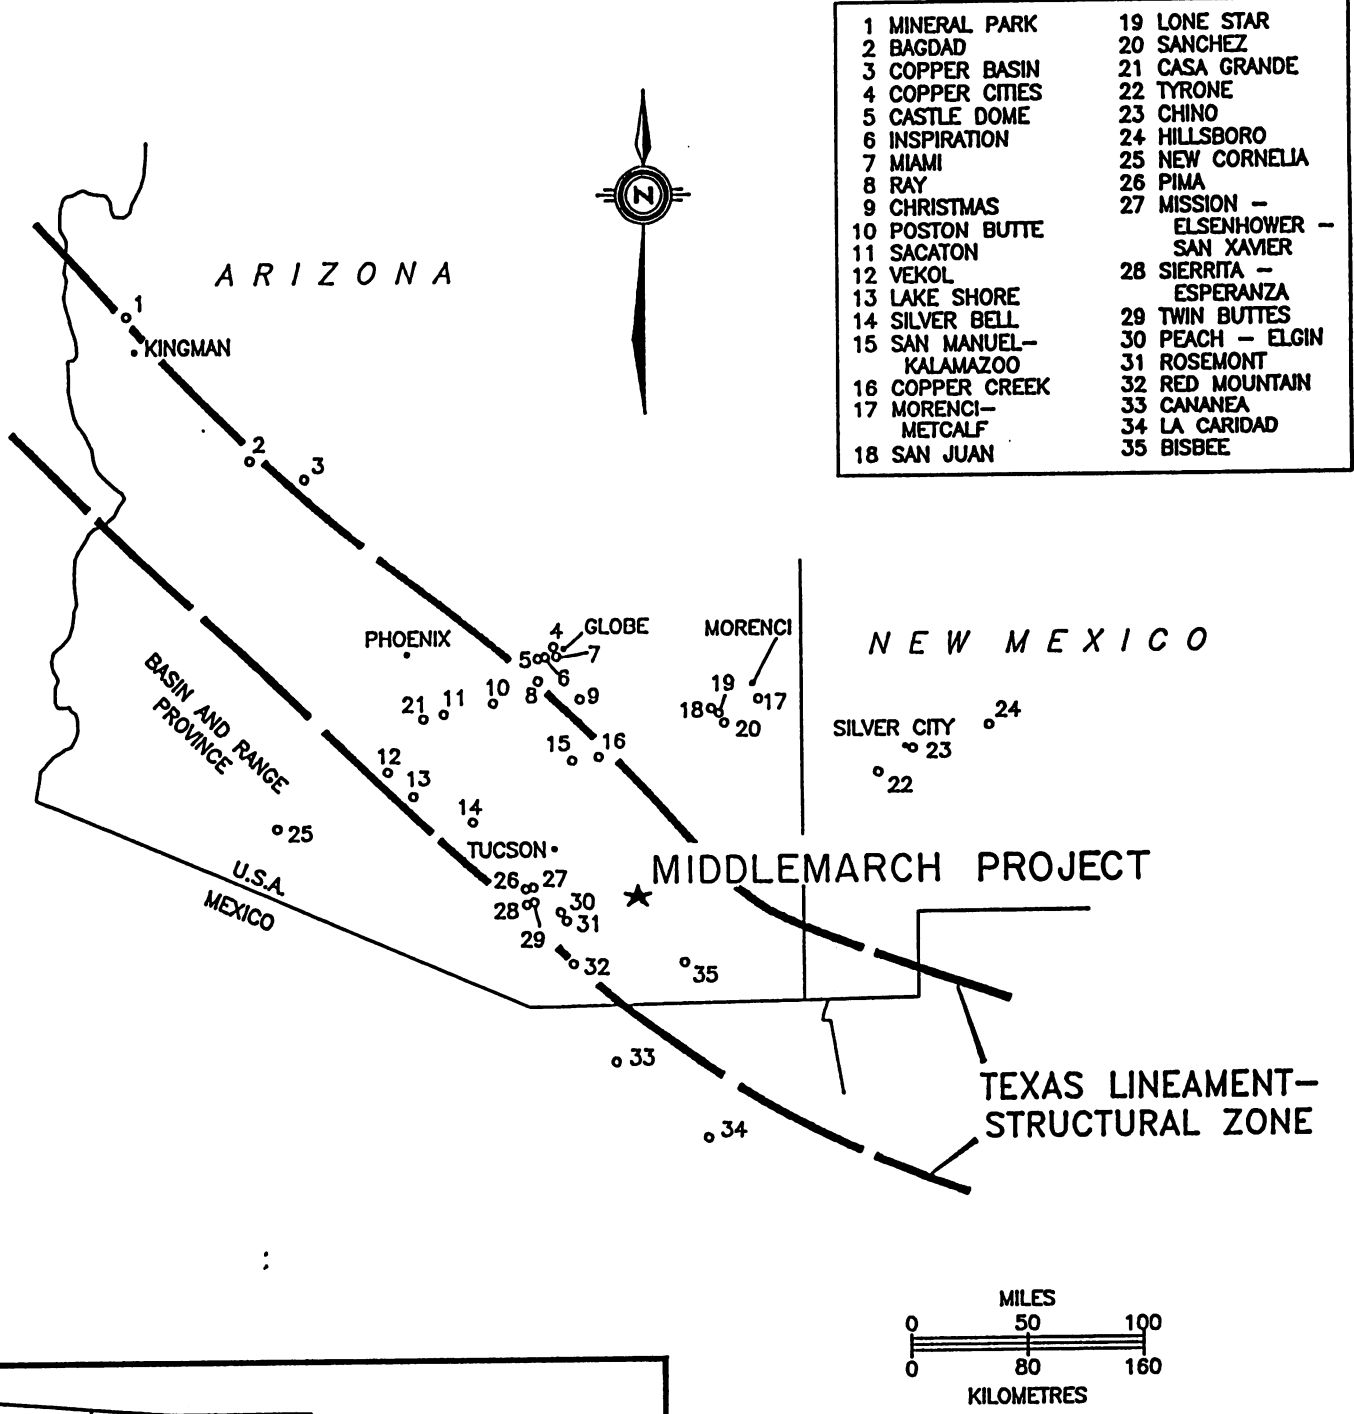 1 MINERAL PARK
2 BAGDAD
3 COPPER BASIN
4 COPPER CITIES
5 CASTLE DOME
6 INSPIRATION
7 MIAMI
8 RAY
9 CHRISTMAS
10 POSTON BUTTE
11 SACATON
12 VEKOL
13 LAKE SHORE
14 SILVER BELL
15 SAN MANUEL-
KALAMAZOO
16 COPPER CREEK
17 MORENCI-
METCALF
18 SAN JUAN
19 LONE STAR
20 SANCHEZ
21 CASA GRANDE
22 TYRONE
23 CHINO
24 HILLSBORO
25 NEW CORNELIA
26 PIMA
27 MISSION -
ELSENHOWER -
SAN XAVIER
28 SIERRITA -
ESPERANZA
29 TWIN BUTTES
30 PEACH - ELGIN
31 ROSEMONT
32 RED MOUNTAIN
33 CANANEA
34 LA CARIDAD
35 BISBEE
N
ARIZONA
1
KINGMAN
2
3
4
GLOBE
MORENCI
NEW MEXICO
PHOENIX
5
7
6
8
9
19
17
18
20
10
11
21
24
SILVER CITY
23
22
BASIN AND RANGE
PROVINCE
15
16
12
13
14
25
TUCSON
MIDDLEMARCH PROJECT
U.S.A.
MEXICO
26
27
28
30
31
29
32
35
33
34
TEXAS LINEAMENT-
STRUCTURAL ZONE
MILES
0 50 100
0 80 160
KILOMETRES